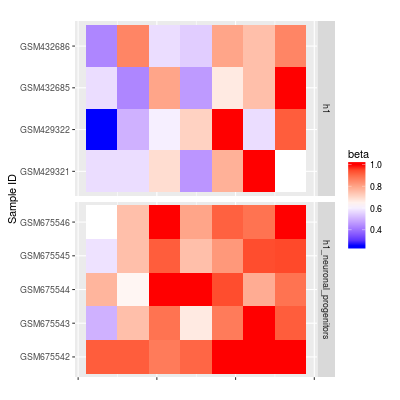 GSM432686
GSM432685
GSM429322
GSM429321
h1
GSM675546
GSM675545
GSM675544
GSM675543
GSM675542
h1_neuronal_progenitors
Sample ID
beta
1.0
0.8
0.6
0.4